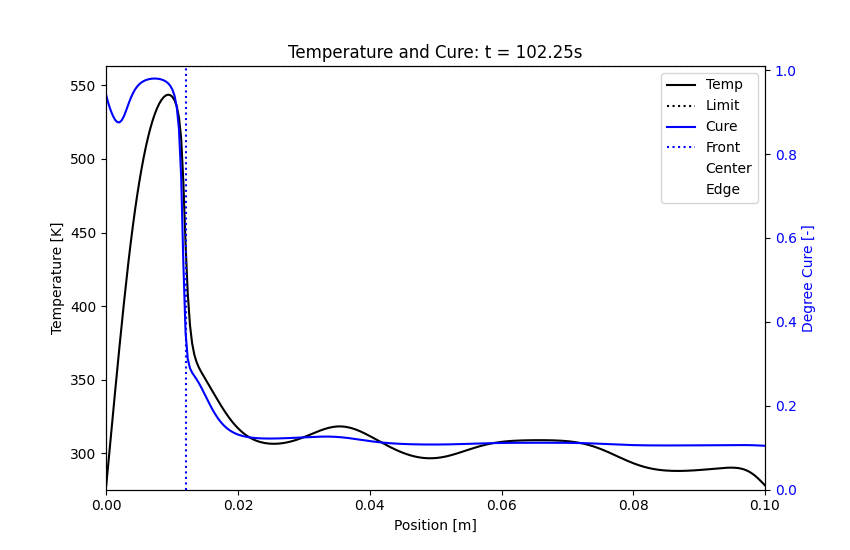 Temperature and Cure: t = 102.25s
550
500
450
400
350
300
Temperature [K]
1.0
0.8
0.6
0.4
0.2
0.0
Degree Cure [-]
Temp
Limit
Cure
Front
Center
Edge
0.00
0.02
0.04
0.06
0.08
0.10
Position [m]